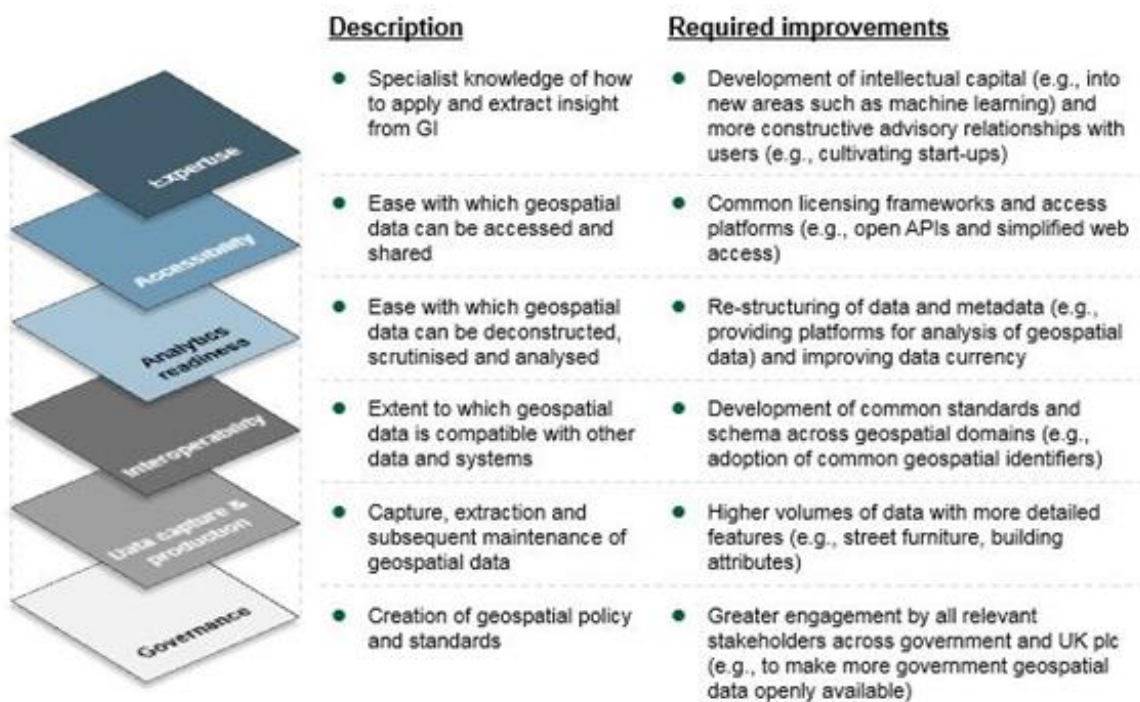 Description
Required improvements
Expertise
Specialist knowledge of how
to apply and extract insight
from GI
Development of intellectual capital (e.g., into
new areas such as machine learning) and
more constructive advisory relationships with
users (e.g., cultivating start-ups)
Accessibility
Ease with which geospatial
data can be accessed and
shared
Common licensing frameworks and access
platforms (e.g., open APIs and simplified web
access)
Analytics
readiness
Ease with which geospatial
data can be deconstructed,
scrutinised and analysed
Re-structuring of data and metadata (e.g.,
providing platforms for analysis of geospatial
data) and improving data currency
Interoperability
Extent to which geospatial
data is compatible with other
data and systems
Development of common standards and
schema across geospatial domains (e.g.,
adoption of common geospatial identifiers)
Data capture &
production
Capture, extraction and
subsequent maintenance of
geospatial data
Higher volumes of data with more detailed
features (e.g., street furniture, building
attributes)
Governance
Creation of geospatial policy
and standards
Greater engagement by all relevant
stakeholders across government and UK plc
(e.g., to make more government geospatial
data openly available)